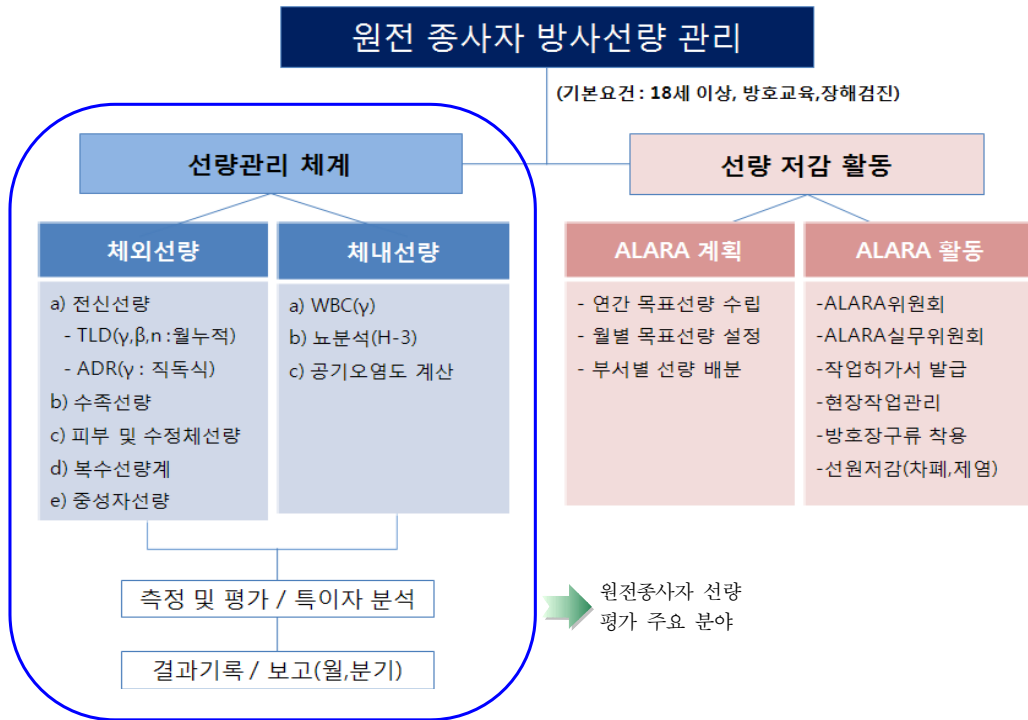 원전 종사자 방사선량 관리
(기본요건 : 18세 이상, 방호교육,장해검진)
선량관리 체계
체외선량
a) 전신선량
- TLD(γ,β,n :월누적)
- ADR(γ : 직독식)
b) 수족선량
c) 피부 및 수정체선량
d) 복수선량계
e) 중성자선량
체내선량
a) WBC(γ)
b) 뇨분석(H-3)
c) 공기오염도 계산
측정 및 평가 / 특이자 분석
결과기록 / 보고(월,분기)
원전종사자 선량
평가 주요 분야
선량 저감 활동
ALARA 계획
- 연간 목표선량 수립
- 월별 목표선량 설정
- 부서별 선량 배분
ALARA 활동
-ALARA위원회
-ALARA실무위원회
-작업허가서 발급
-현장작업관리
-방호장구류 착용
-선원저감(차폐,제염)